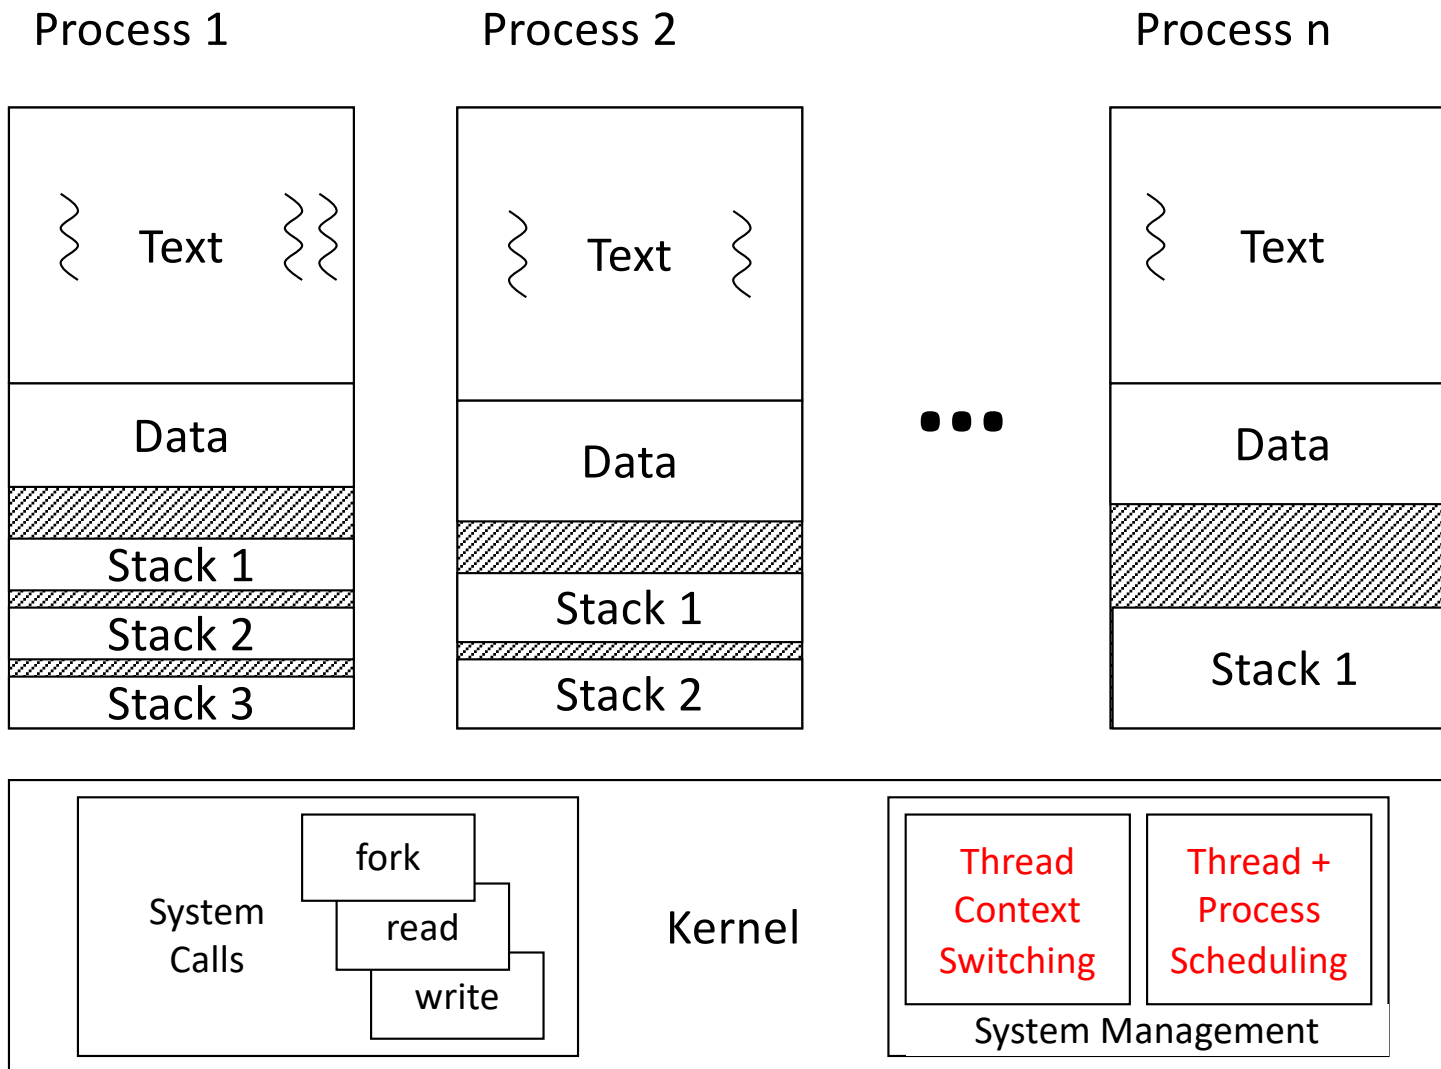 Process 1
Process 2
Process n
Text
Text
Text
Data
Data
Data
Stack 1
Stack 2
Stack 3
Stack 1
Stack 2
Stack 1
System
Calls
fork
read
write
Kernel
Thread
Context
Switching
Thread +
Process
Scheduling
System Management